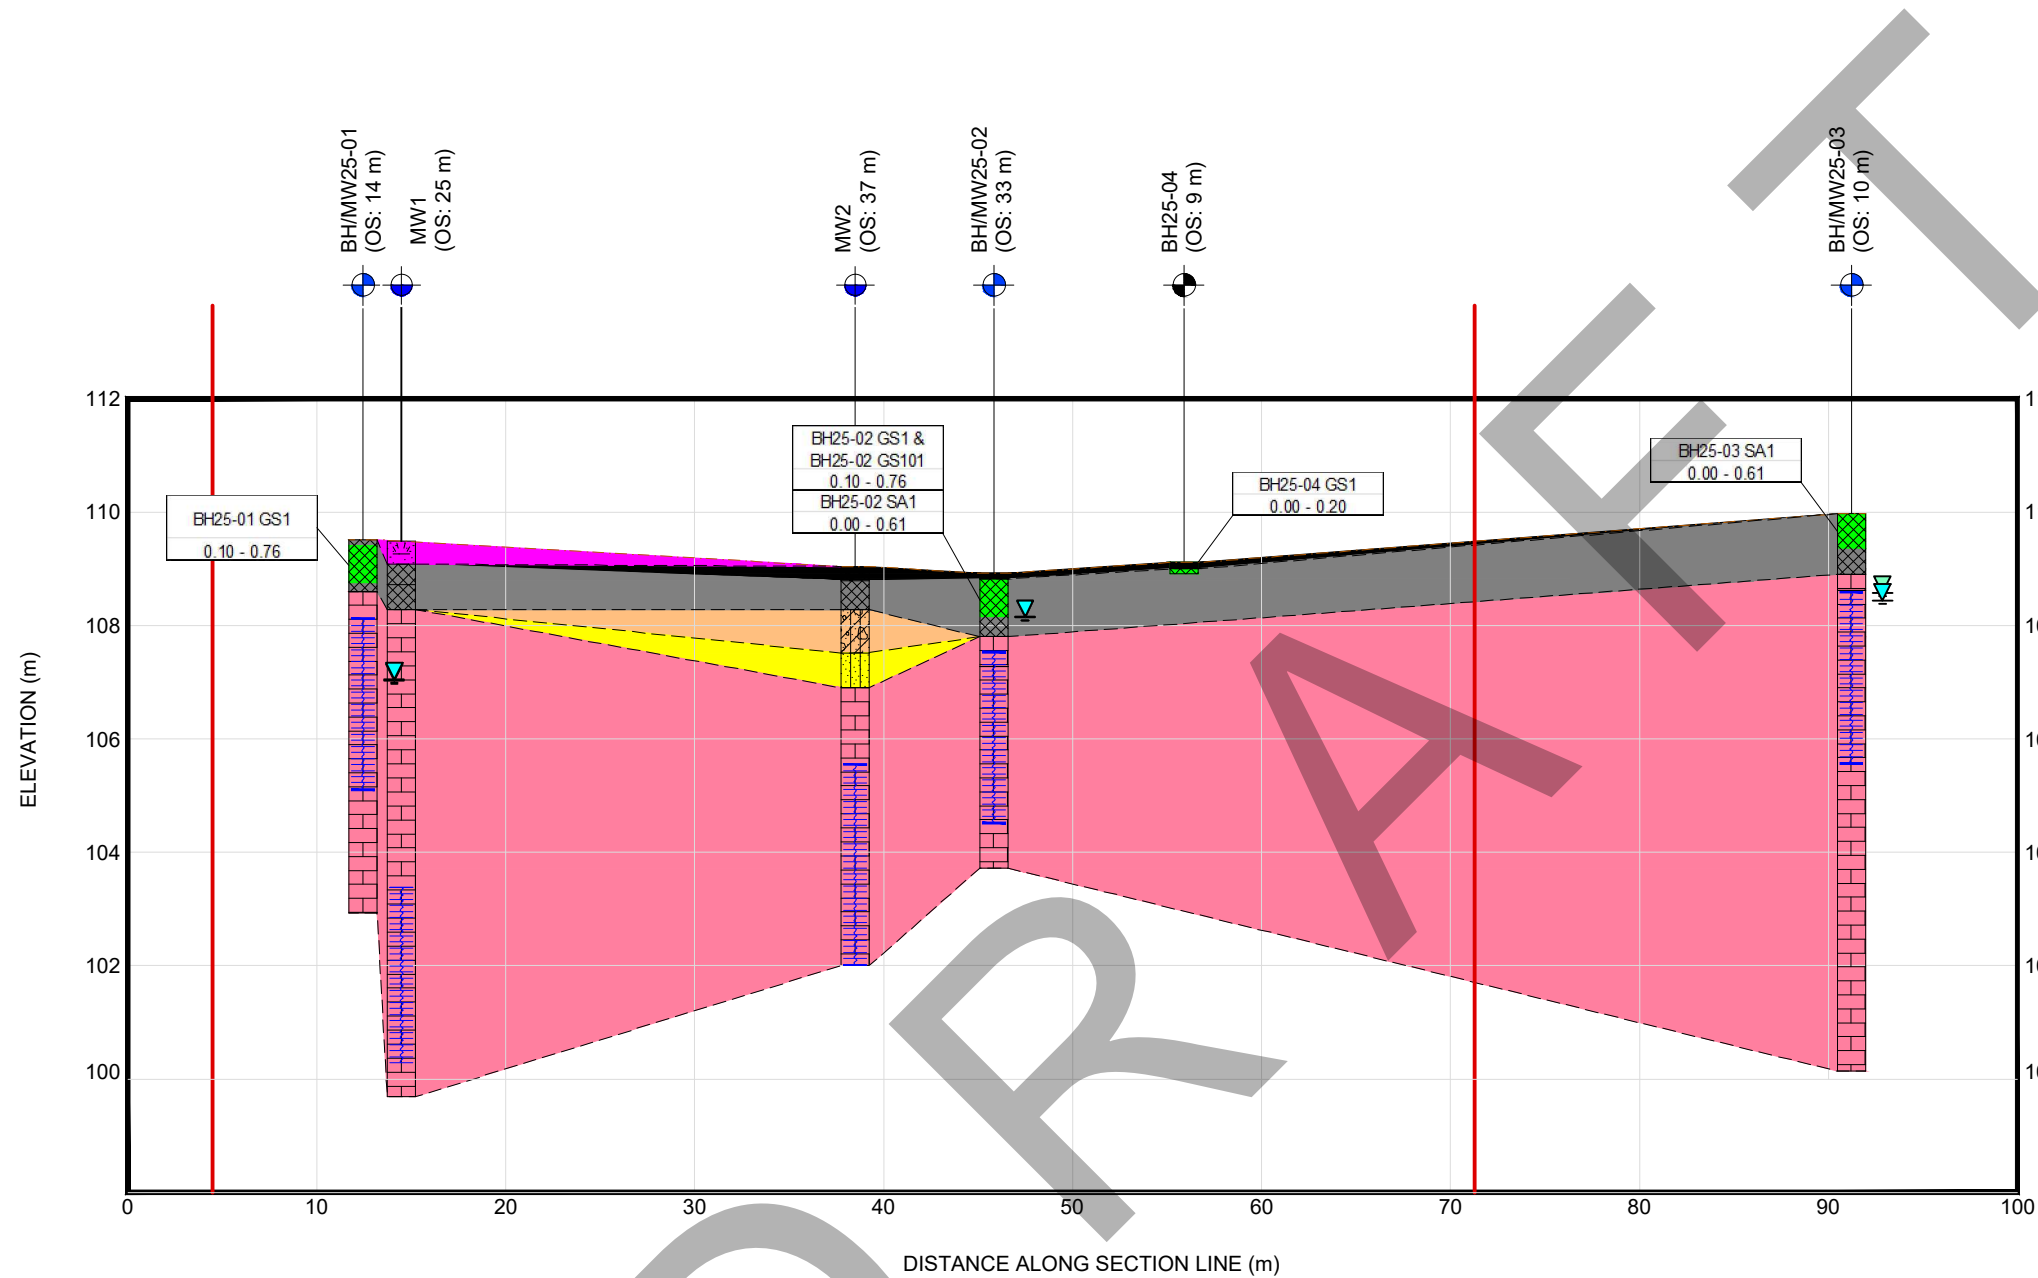 BH/MW25-01
(OS: 14 m)
MW1
(OS: 25 m)
MW2
(OS: 37 m)
BH/MW25-02
(OS: 33 m)
BH25-04
(OS: 9 m)
BH/MW25-03
(OS: 10 m)
112
110
108
106
104
102
100
ELEVATION (m)
BH25-01 GS1
0.10 - 0.76
BH25-02 GS1 &
BH25-02 GS101
0.10 - 0.76
BH25-02 SA1
0.00 - 0.61
BH25-04 GS1
0.00 - 0.20
BH25-03 SA1
0.00 - 0.61
0 10 20 30 40 50 60 70 80 90 100
DISTANCE ALONG SECTION LINE (m)
RAFT